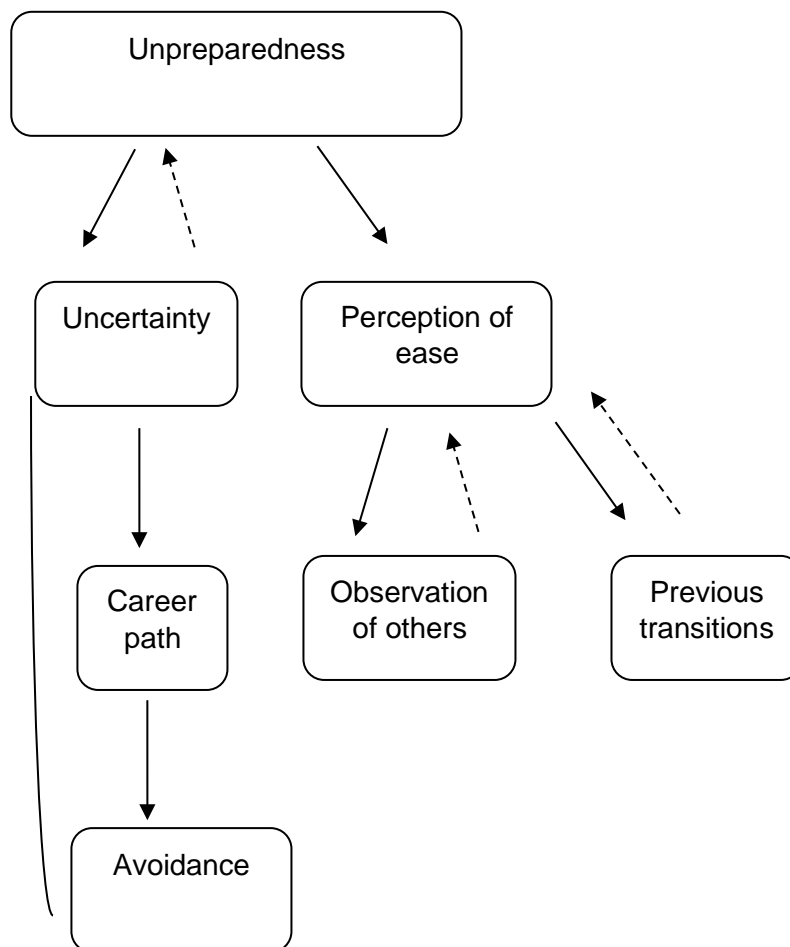 Unpreparedness
Uncertainty
Perception of
ease
Career
path
Observation
of others
Previous
transitions
Avoidance